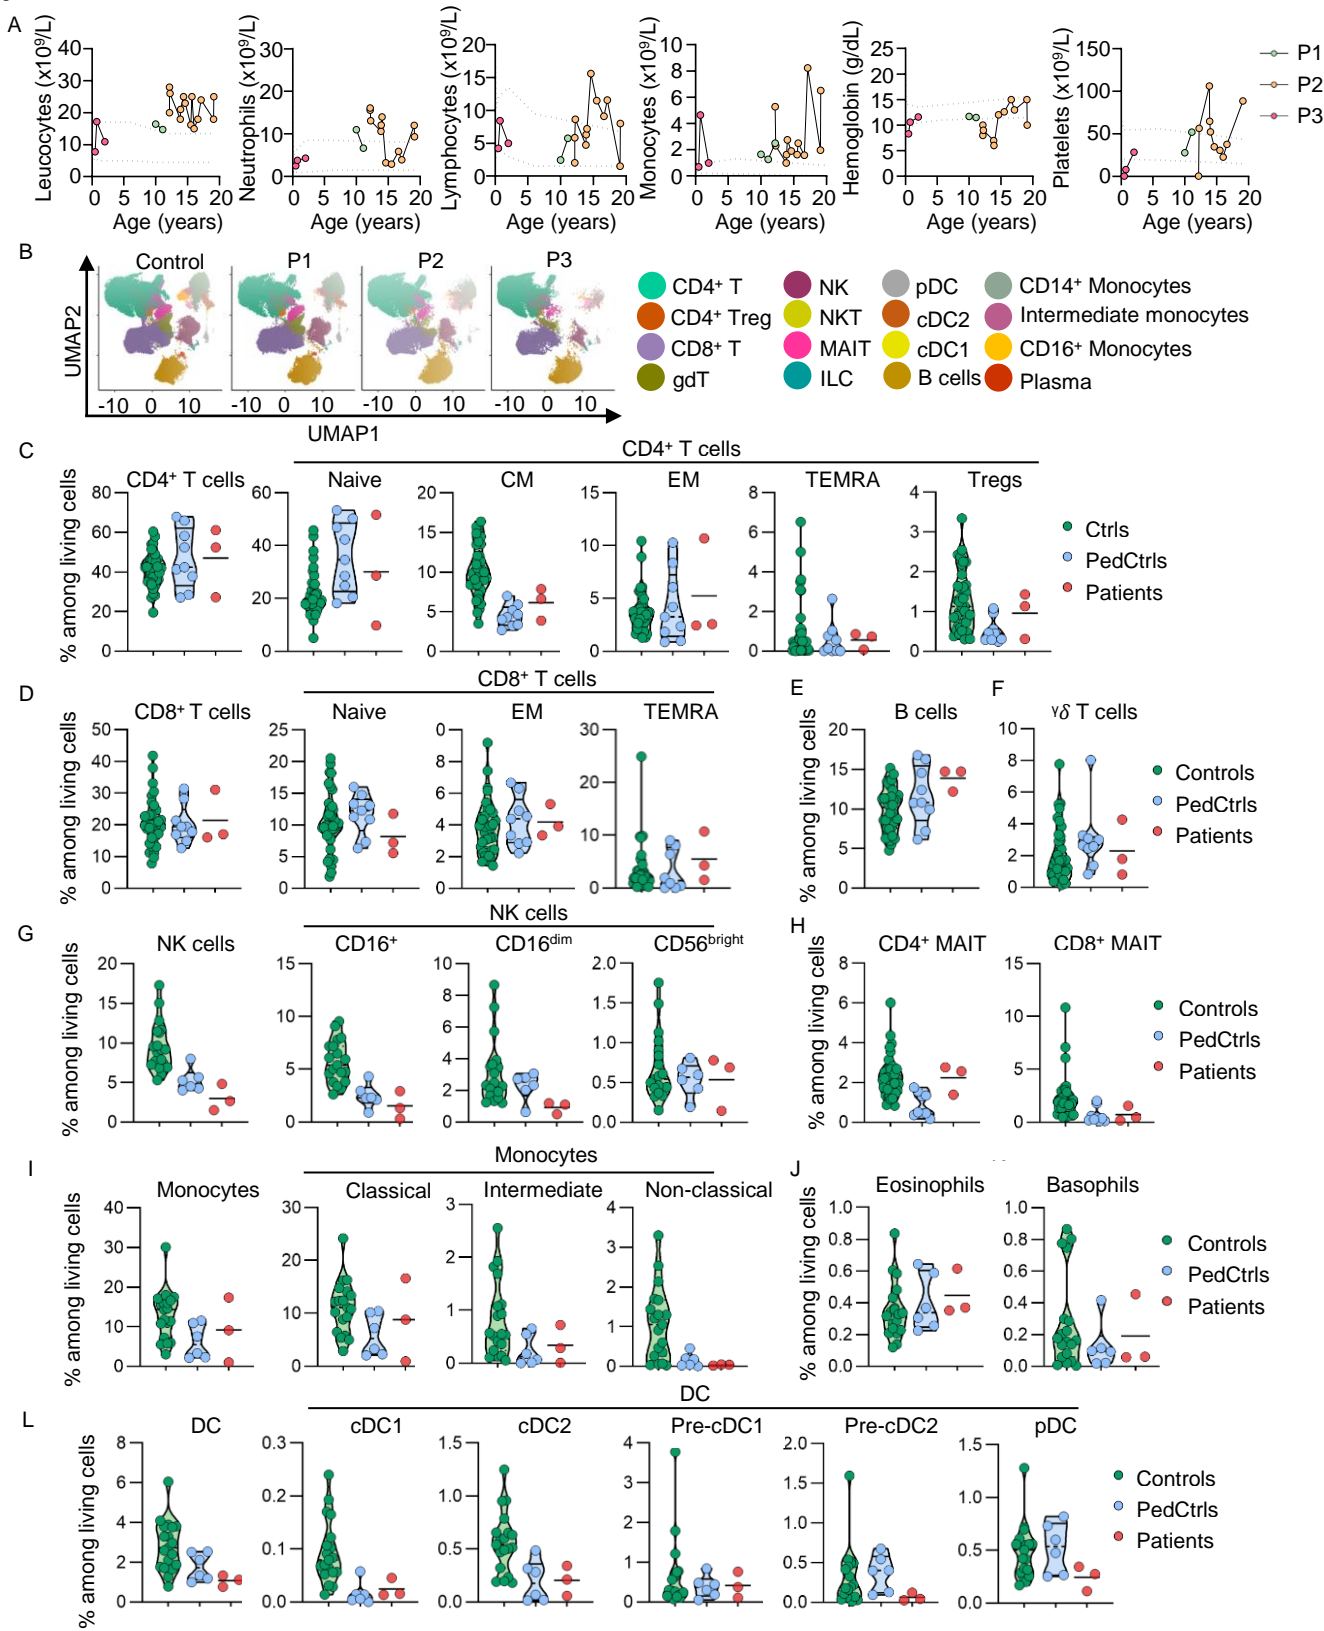 A
Leucocytes (x10⁹/L)
40
30
20
10
0
0 5 10 15 20
Age (years)
Neutrophils (x10⁹/L)
30
20
10
0
0 5 10 15 20
Age (years)
Lymphocytes (x10⁹/L)
20
15
10
5
0
0 5 10 15 20
Age (years)
Monocytes (x10⁹/L)
10
8
6
4
2
0
0 5 10 15 20
Age (years)
Hemoglobin (g/dL)
25
20
15
10
5
0
0 5 10 15 20
Age (years)
Platelets (x10⁹/L)
150
100
50
0
0 5 10 15 20
Age (years)
P1
P2
P3
B
UMAP2
Control P1 P2 P3
-10 0 10 -10 0 10 -10 0 10 -10 0 10
UMAP1
CD4⁺ T
CD4⁺ Treg
CD8⁺ T
gdT
NK
NKT
MAIT
ILC
pDC
cDC2
cDC1
B cells
CD14⁺ Monocytes
Intermediate monocytes
CD16⁺ Monocytes
Plasma
C
CD4⁺ T cells
% among living cells
CD4⁺ T cells
80
60
40
20
0
Naive
60
40
20
0
CM
20
15
10
5
0
EM
15
10
5
0
TEMRA
8
6
4
2
0
Tregs
4
3
2
1
0
Ctrls
PedCtrls
Patients
D
CD8⁺ T cells
% among living cells
CD8⁺ T cells
50
40
30
20
10
0
Naive
25
20
15
10
5
0
EM
0
8
6
4
2
0
TEMRA
30
20
10
0
E
% among living cells
B cells
20
15
10
5
0
F
γδ T cells
10
8
6
4
2
0
Controls
PedCtrls
Patients
G
NK cells
% among living cells
NK cells
20
15
10
5
0
CD16⁺
15
10
5
0
CD16dim
10
8
6
4
2
0
CD56bright
2.0
1.5
1.0
0.5
0.0
H
% among living cells
CD4⁺ MAIT
8
6
4
2
0
CD8⁺ MAIT
15
10
5
0
Controls
PedCtrls
Patients
I
Monocytes
% among living cells
Monocytes
40
30
20
10
0
Classical
30
20
10
0
Intermediate
3
2
1
0
Non-classical
4
3
2
1
0
J
% among living cells
Eosinophils
1.0
0.8
0.6
0.4
0.2
0.0
Basophils
1.0
0.8
0.6
0.4
0.2
0.0
Controls
PedCtrls
Patients
L
DC
% among living cells
DC
8
6
4
2
0
cDC1
0.3
0.2
0.1
0.0
cDC2
1.5
1.0
0.5
0.0
Pre-cDC1
4
3
2
1
0
Pre-cDC2
2.0
1.5
1.0
0.5
0.0
pDC
1.5
1.0
0.5
0.0
Controls
PedCtrls
Patients